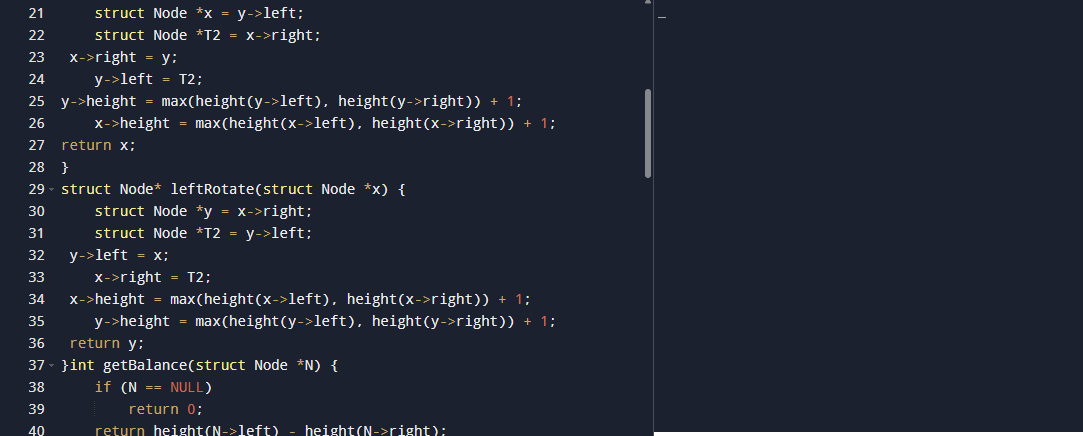 21 struct Node *x = y->left;
22 struct Node *T2 = x->right;
23 x->right = y;
24 y->left = T2;
25 y->height = max(height(y->left), height(y->right)) + 1;
26 x->height = max(height(x->left), height(x->right)) + 1;
27 return x;
28 }
29 struct Node* leftRotate(struct Node *x) {
30 struct Node *y = x->right;
31 struct Node *T2 = y->left;
32 y->left = x;
33 x->right = T2;
34 x->height = max(height(x->left), height(x->right)) + 1;
35 y->height = max(height(y->left), height(y->right)) + 1;
36 return y;
37 }int getBalance(struct Node *N) {
38 if (N == NULL)
39 return 0;
40 return height(N->left) - height(N->right);